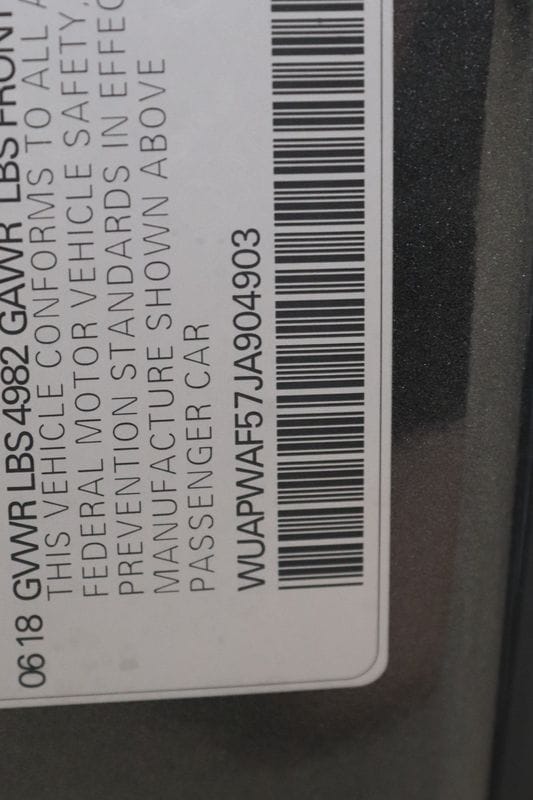 0618 GVWR LBS 4982 GAWR LBS FRONT
THIS VEHICLE CONFORMS TO ALL
FEDERAL MOTOR VEHICLE SAFETY,
PREVENTION STANDARDS IN EFFEC
MANUFACTURE SHOWN ABOVE
PASSENGER CAR
WUAPWAF57JA904903